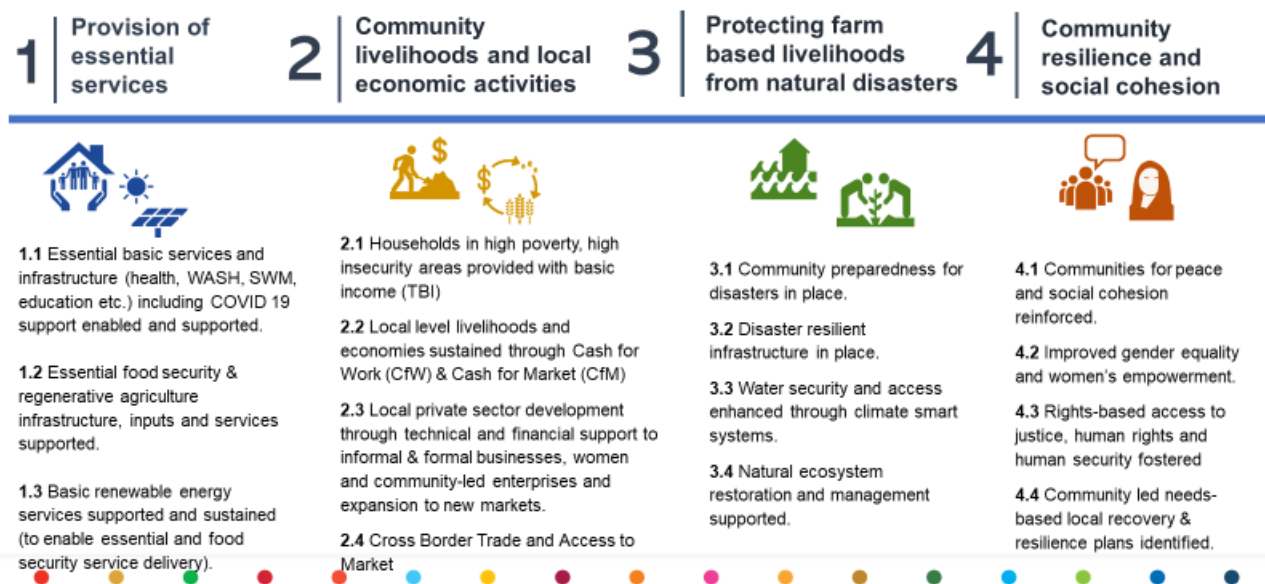 1
Provision of
essential
services
2
Community
livelihoods and local
economic activities
3
Protecting farm
based livelihoods
from natural disasters
4
Community
resilience and
social cohesion
$
$
1.1 Essential basic services and
infrastructure (health, WASH, SWM,
education etc.) including COVID 19
support enabled and supported.
1.2 Essential food security &
regenerative agriculture
infrastructure, inputs and services
supported.
1.3 Basic renewable energy
services supported and sustained
(to enable essential and food
security service delivery).
2.1 Households in high poverty, high
insecurity areas provided with basic
income (TBI)
2.2 Local level livelihoods and
economies sustained through Cash for
Work (CfW) & Cash for Market (CfM)
2.3 Local private sector development
through technical and financial support to
informal & formal businesses, women
and community-led enterprises and
expansion to new markets.
2.4 Cross Border Trade and Access to
Market
3.1 Community preparedness for
disasters in place.
3.2 Disaster resilient
infrastructure in place.
3.3 Water security and access
enhanced through climate smart
systems.
3.4 Natural ecosystem
restoration and management
supported.
4.1 Communities for peace
and social cohesion
reinforced.
4.2 Improved gender equality
and women's empowerment.
4.3 Rights-based access to
justice, human rights and
human security fostered
4.4 Community led needs-
based local recovery &
resilience plans identified.